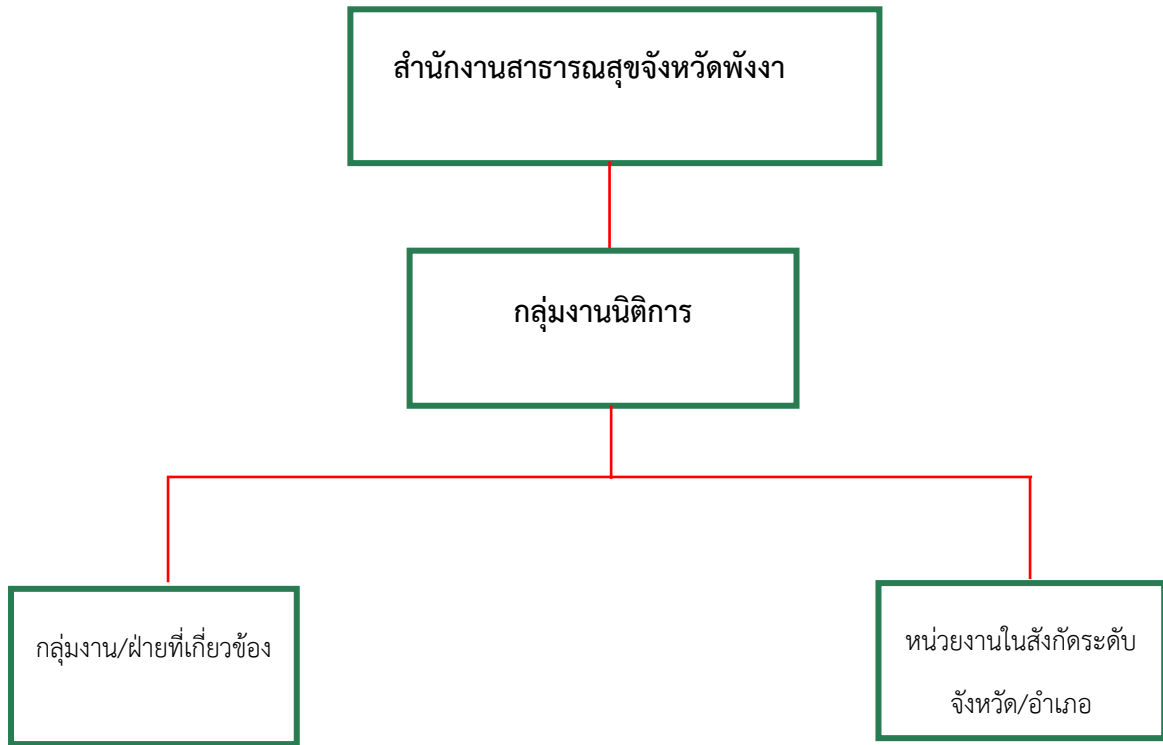 สำนักงานสาธารณสุขจังหวัดพังงา
กลุ่มงานนิติการ
กลุ่มงาน/ฝ่ายที่เกี่ยวข้อง
หน่วยงานในสังกัดระดับ
จังหวัด/อำเภอ